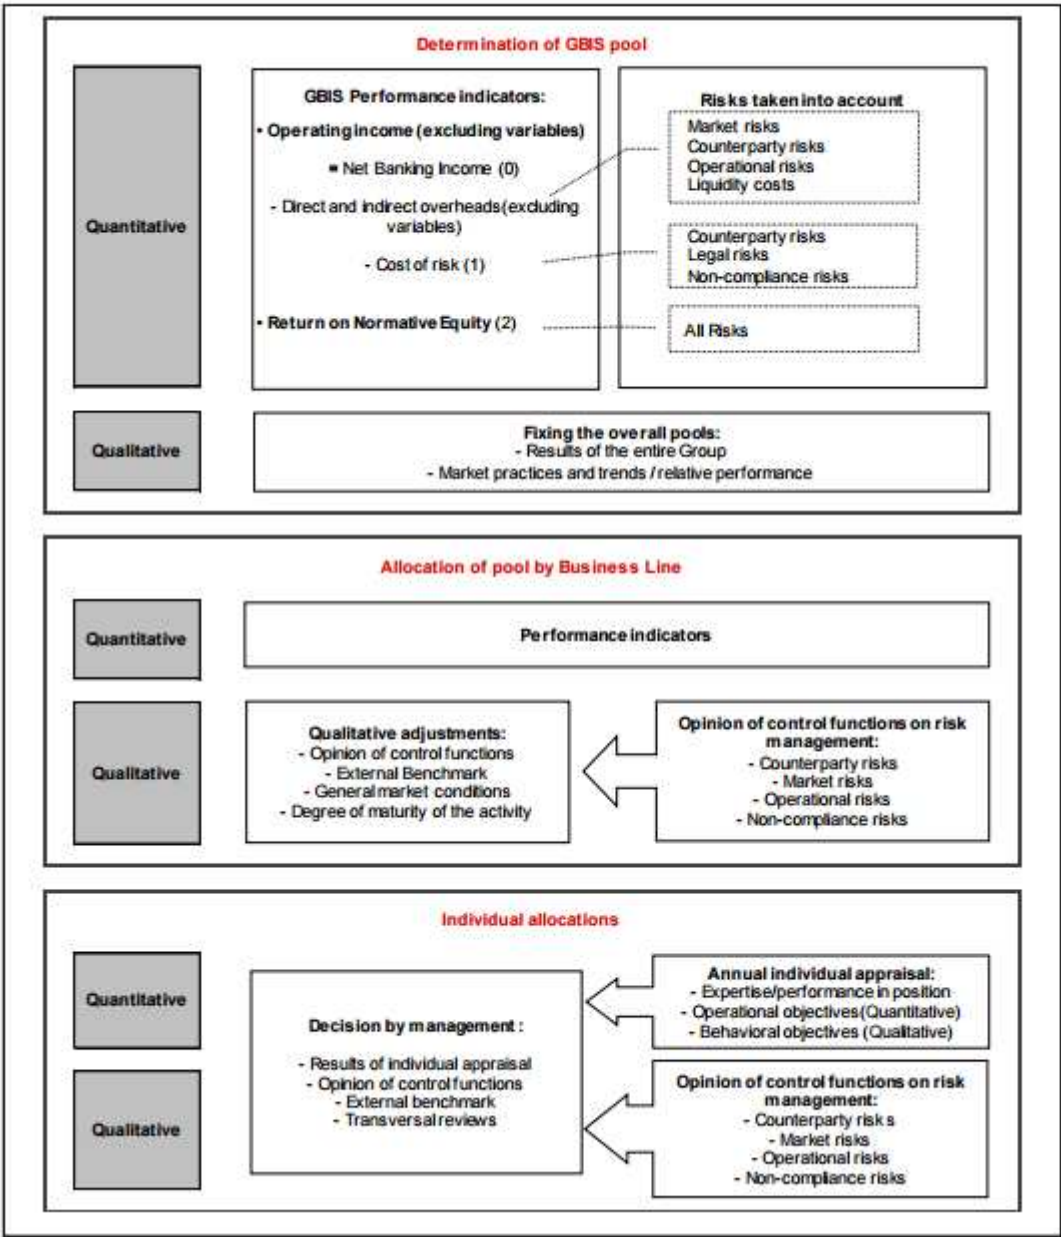 Determination of GBIS pool
Quantitative
GBIS Performance indicators:
• Operating income (excluding variables)
= Net Banking Income (0)
- Direct and indirect overheads(excluding
variables)
- Cost of risk (1)
• Return on Normative Equity (2)
Risks taken into account
Market risks
Counterparty risks
Operational risks
Liquidity costs
Counterparty risks
Legal risks
Non-compliance risks
All Risks
Qualitative
Fixing the overall pools:
- Results of the entire Group
- Market practices and trends / relative performance
Allocation of pool by Business Line
Quantitative
Performance indicators
Qualitative
Qualitative adjustments:
- Opinion of control functions
- External Benchmark
- General market conditions
- Degree of maturity of the activity
Opinion of control functions on risk
management:
- Counterparty risks
- Market risks
- Operational risks
- Non-compliance risks
Individual allocations
Quantitative
Qualitative
Decision by management :
- Results of individual appraisal
- Opinion of control functions
- External benchmark
- Transversal reviews
Annual individual appraisal:
- Expertise/performance in position
- Operational objectives (Quantitative)
- Behavioral objectives (Qualitative)
Opinion of control functions on risk
management:
- Counterparty risks
- Market risks
- Operational risks
- Non-compliance risks